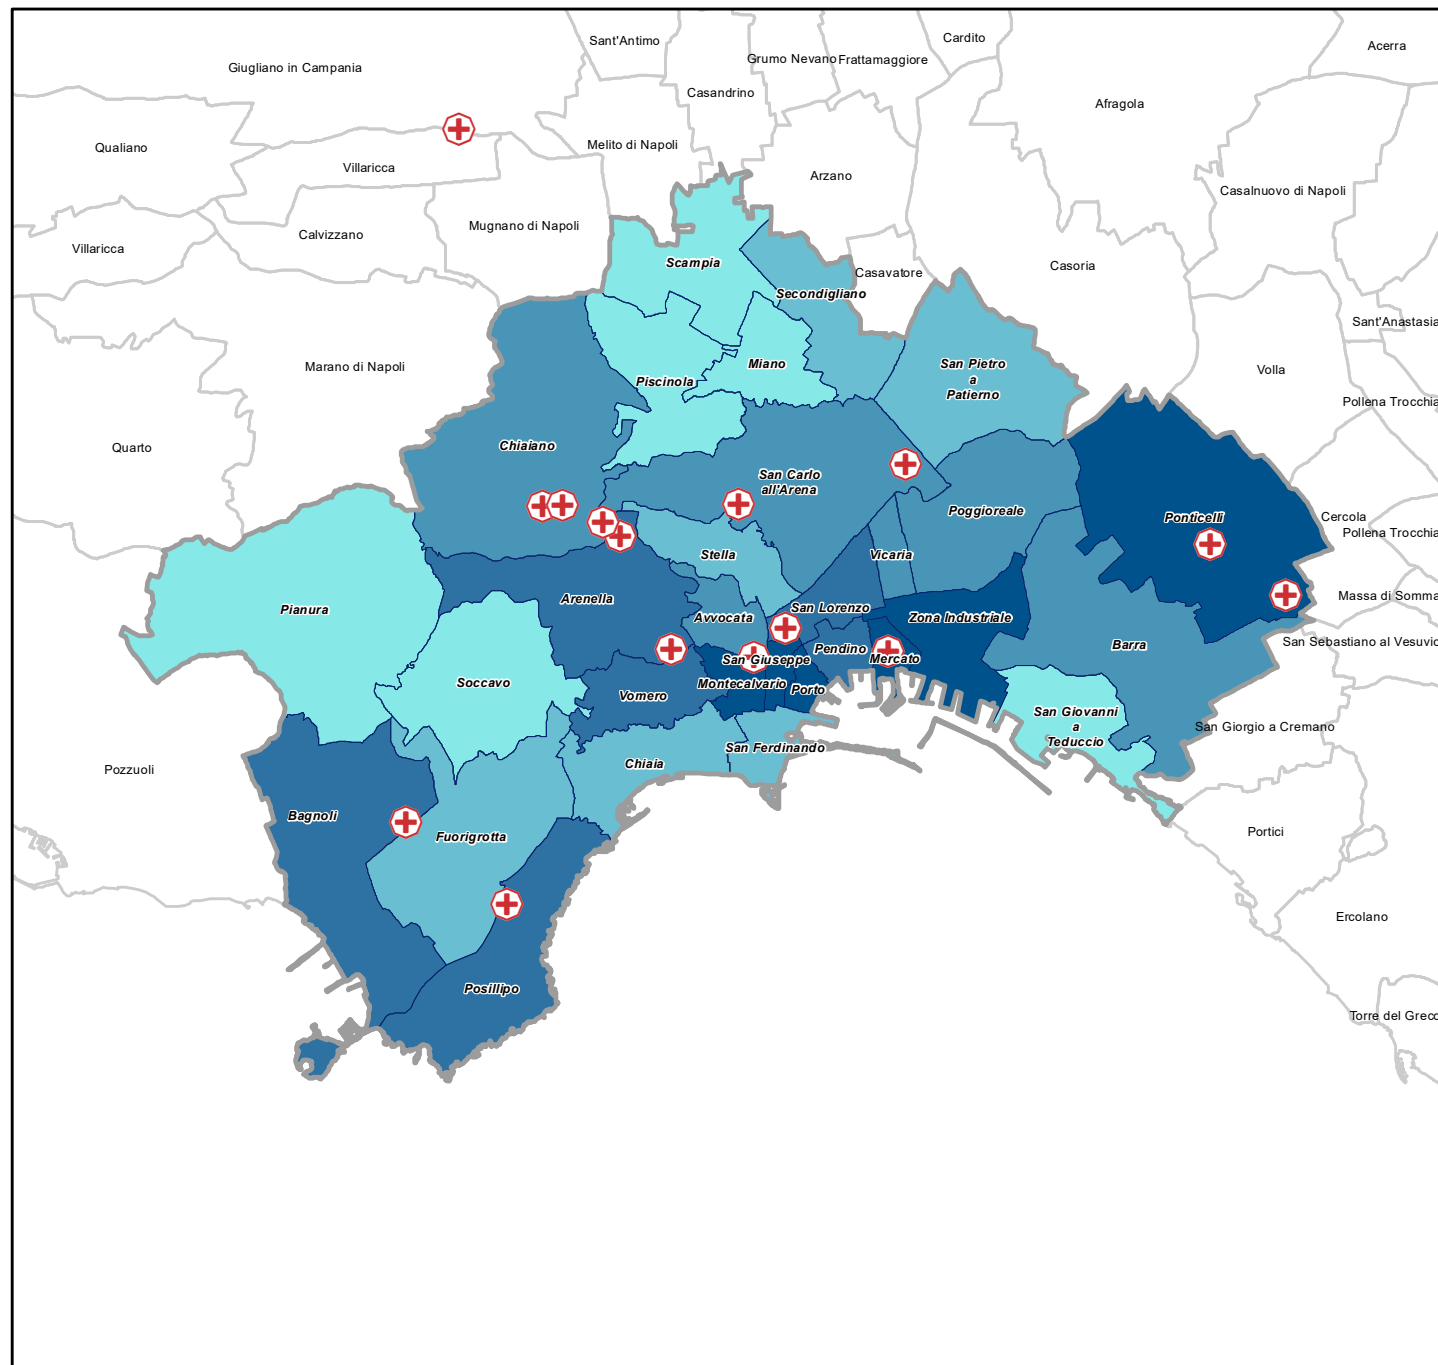 Sant'Antimo
Cardito
Acerra
Giugliano in Campania
Grumo Nevano
Frattamaggiore
Casandrino
Afragola
Qualiano
Melito di Napoli
Villaricca
Arzano
Casalnuovo di Napoli
Mugnano di Napoli
Calvizzano
Villaricca
Scampia
Casavatore
Casoria
Secondigliano
Sant'Anastasia
Marano di Napoli
Miano
San Pietro
a
Patierno
Volla
Piscinola
Pollena Trocchia
Quarto
Chiaiano
San Carlo
all'Arena
Poggioreale
Ponticelli
Cercola
Pollena Trocchia
Stella
Vicaria
Massa di Somma
Pianura
Arenella
San Lorenzo
Zona Industriale
Avvocata
San Sebastiano al Vesuvio
Barra
Pendino
Mercato
San Giuseppe
Soccavo
Montecalvario
Porto
Vomero
San Giovanni
a
Teduccio
San Giorgio a Cremano
San Ferdinando
Chiaia
Pozzuoli
Bagnoli
Fuorigrotta
Portici
Ercolano
Posillipo
Torre del Greco